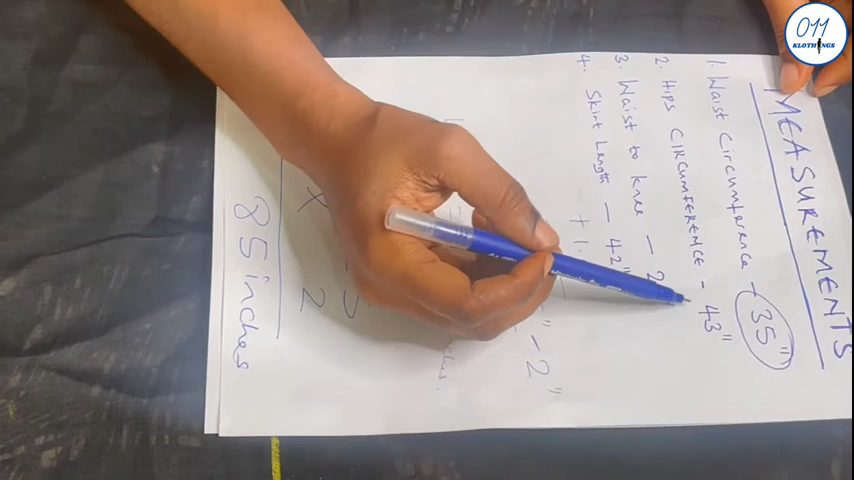 011
KLOTHINGS
MEASUREMENTS
1. Waist Circumference - 35"
2. HIPS CIRCUMFERENCE - 43"
3. Waist to knee - 2
4. Skirt Length - 42"
+ 1.
" - 2"
X 2
85 inches